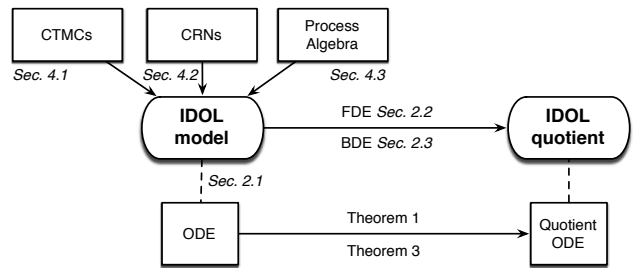 CTMCs
CRNs
Process
Algebra
Sec. 4.1
Sec. 4.2
Sec. 4.3
IDOL
model
FDE Sec. 2.2
BDE Sec. 2.3
IDOL
quotient
Sec. 2.1
ODE
Theorem 1
Theorem 3
Quotient
ODE